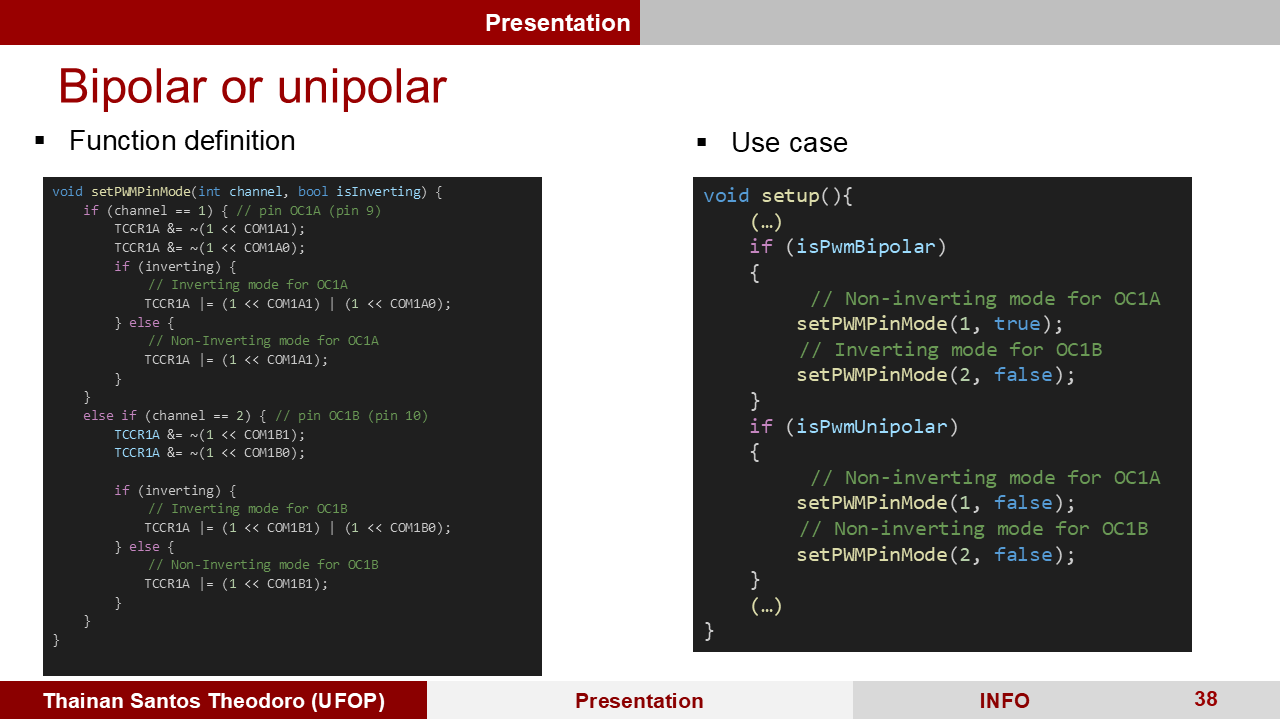 Presentation
Bipolar or unipolar
▪ Function definition
void setPWMPinMode(int channel, bool isInverting) {
    if (channel == 1) { // pin OC1A (pin 9)
        TCCR1A &= ~(1 << COM1A1);
        TCCR1A &= ~(1 << COM1A0);
        if (inverting) {
            // Inverting mode for OC1A
            TCCR1A |= (1 << COM1A1) | (1 << COM1A0);
        } else {
            // Non-Inverting mode for OC1A
            TCCR1A |= (1 << COM1A1);
        }
    }
    else if (channel == 2) { // pin OC1B (pin 10)
        TCCR1A &= ~(1 << COM1B1);
        TCCR1A &= ~(1 << COM1B0);
        if (inverting) {
            // Inverting mode for OC1B
            TCCR1A |= (1 << COM1B1) | (1 << COM1B0);
        } else {
            // Non-Inverting mode for OC1B
            TCCR1A |= (1 << COM1B1);
        }
    }
}
▪ Use case
void setup(){
    (…)
    if (isPwmBipolar)
    {
        // Non-inverting mode for OC1A
        setPWMPinMode(1, true);
        // Inverting mode for OC1B
        setPWMPinMode(2, false);
    }
    if (isPwmUnipolar)
    {
        // Non-inverting mode for OC1A
        setPWMPinMode(1, false);
        // Non-inverting mode for OC1B
        setPWMPinMode(2, false);
    }
    (…)
}
Thainan Santos Theodoro (UFOP)
Presentation
INFO
38